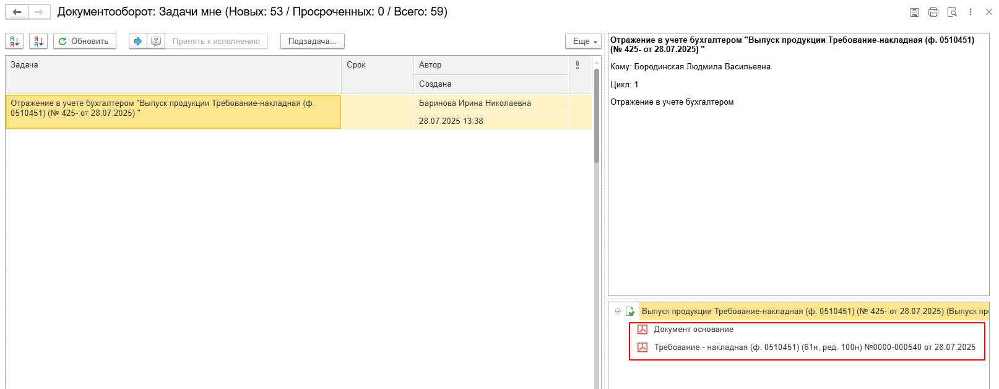 Документооборот: Задачи мне (Новых: 53 / Просроченных: 0 / Всего: 59)
А
Я
Я
А
Обновить
?
Принять к исполнению
Подзадача...
Еще
Задача
Срок
Автор
Создана
Отражение в учете бухгалтером "Выпуск продукции Требование-накладная (ф.
0510451) (№ 425- от 28.07.2025) "
Баринова Ирина Николаевна
28.07.2025 13:38
Отражение в учете бухгалтером "Выпуск продукции Требование-накладная (ф. 0510451)
(№ 425- от 28.07.2025) "
Кому: Бородинская Людмила Васильевна
Цикл: 1
Отражение в учете бухгалтером
Выпуск продукции Требование-накладная (ф. 0510451) (№ 425- от 28.07.2025) (Выпуск пр
Документ основание
Требование - накладная (ф. 0510451) (61н, ред. 100н) №0000-000540 от 28.07.2025